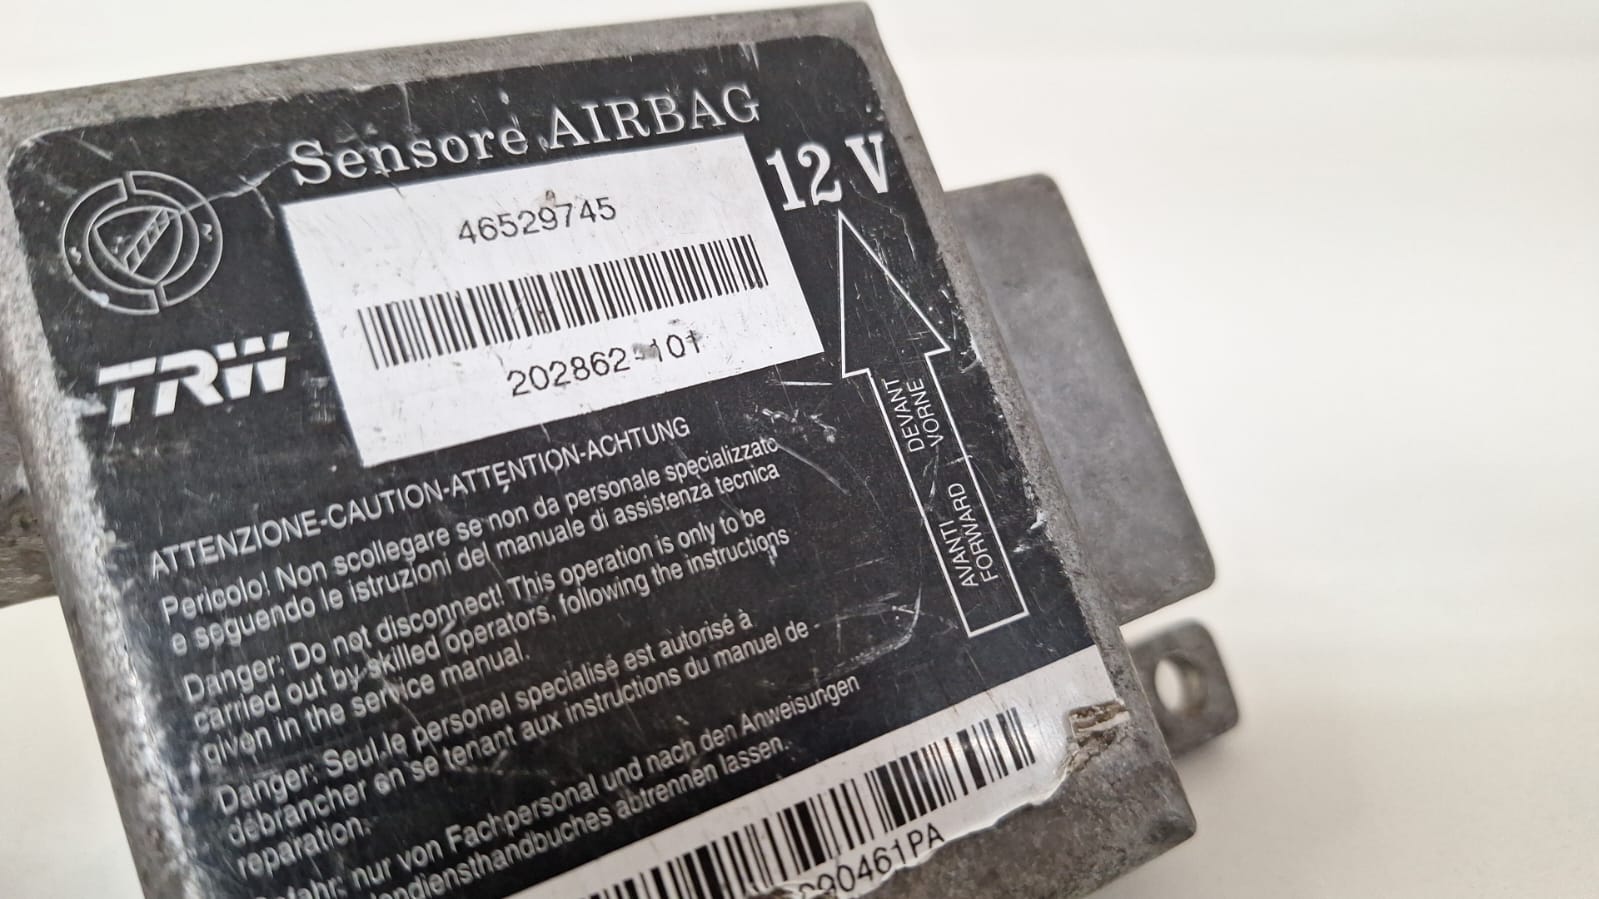 Sensore AIRBAG
12 V
46529745
202862-101
TRW
DEVANT
VORNE
AVANTI
FORWARD
ATTENZIONE-CAUTION-ATTENTION-ACHTUNG
Pericolo! Non scollegare se non da personale specializzato
e seguendo le istruzioni del manuale di assistenza tecnica
Danger: Do not disconnect! This operation is only to be
carried out by skilled operators, following the instructions
given in the service manual.
Danger: Seul le personel specialisé est autorisé à
débrancher en se tenant aux instructions du manuel de
reparation.
nur von Fachpersonal und nach den Anweisungen
abtrennen lassen.
90461PA